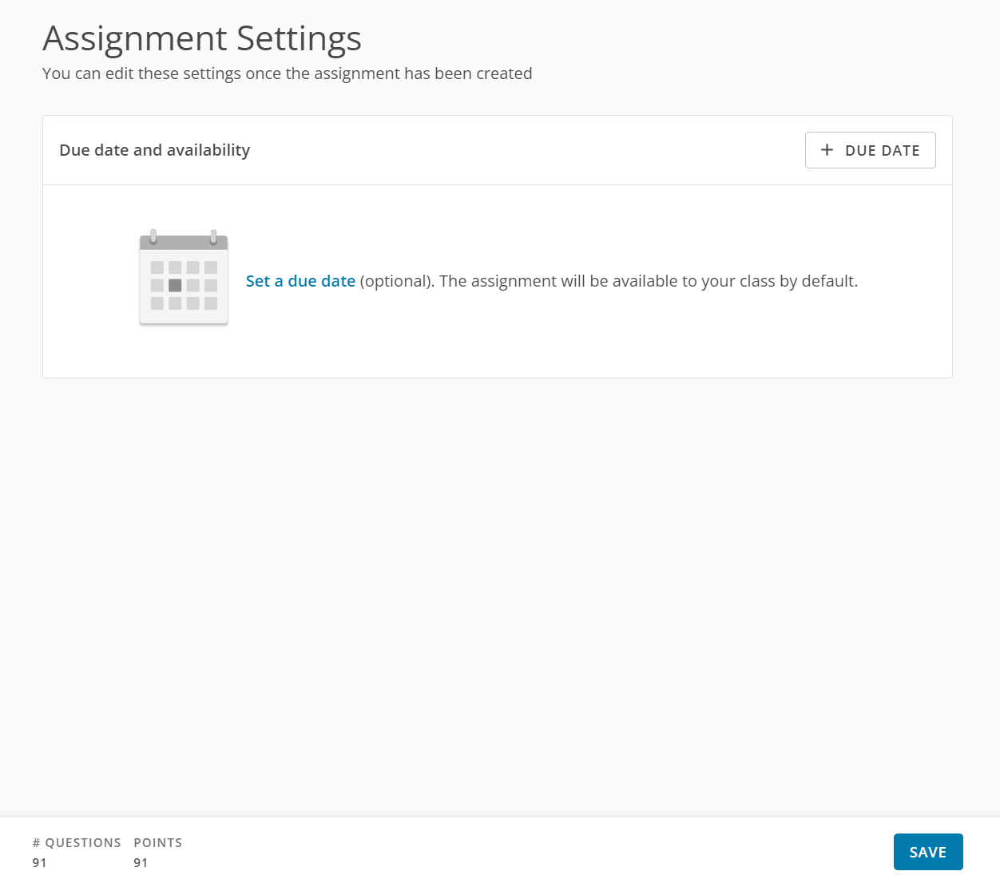 Assignment Settings
You can edit these settings once the assignment has been created
Due date and availability
+ DUE DATE
Set a due date (optional). The assignment will be available to your class by default.
# QUESTIONS POINTS
91 91
SAVE